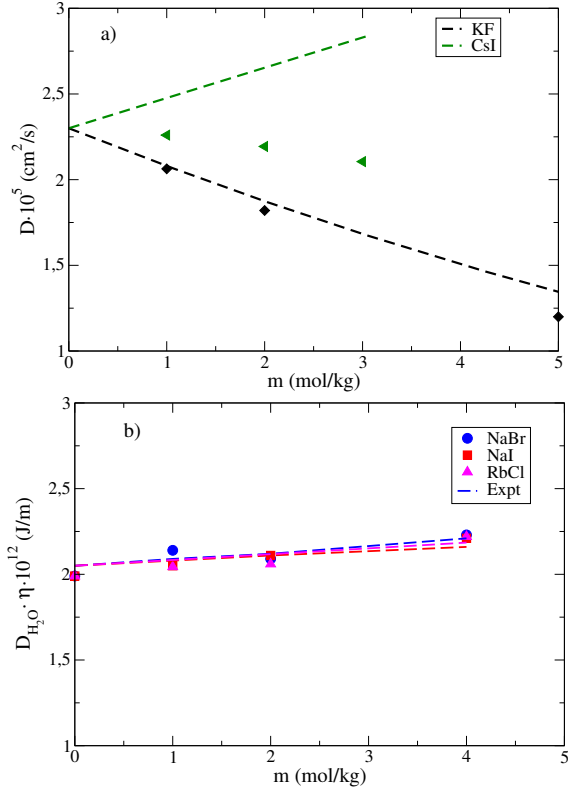 a)
KF
CsI
3
2,5
2
1,5
1
D·10^5 (cm^2/s)
0 1 2 3 4 5
m (mol/kg)
b)
NaBr
NaI
RbCl
Expt
3
2,5
2
1,5
1
D_{H_2O} · η·10^{12} (J/m)
0 1 2 3 4 5
m (mol/kg)